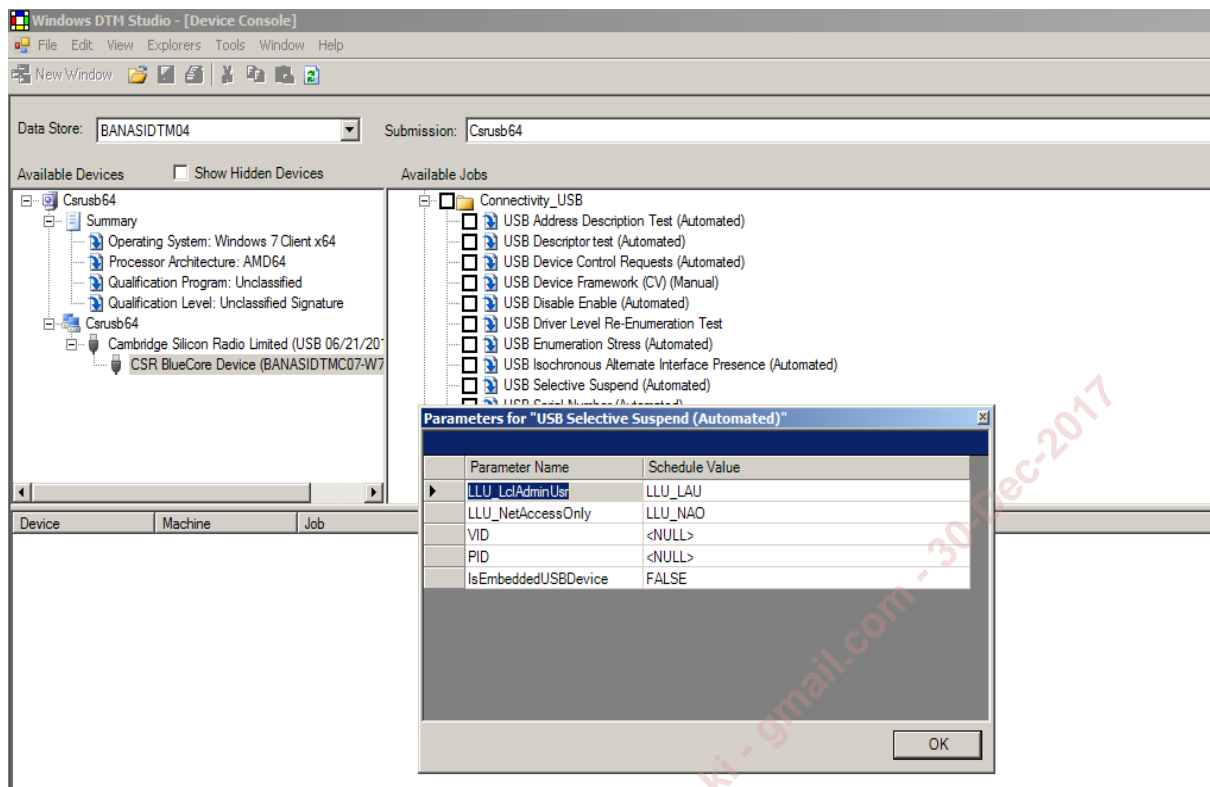 Windows DTM Studio - [Device Console]
File Edit View Explorers Tools Window Help
New Window
Data Store: BANASIDTM04 Submission: Csrusb64
Available Devices Show Hidden Devices Available Jobs
Csrusb64
Summary
Operating System: Windows 7 Client x64
Processor Architecture: AMD64
Qualification Program: Unclassified
Qualification Level: Unclassified Signature
Csrusb64
Cambridge Silicon Radio Limited (USB 06/21/201
CSR BlueCore Device (BANASIDTMC07-W7
Connectivity_USB
USB Address Description Test (Automated)
USB Descriptor test (Automated)
USB Device Control Requests (Automated)
USB Device Framework (CV) (Manual)
USB Disable Enable (Automated)
USB Driver Level Re-Enumeration Test
USB Enumeration Stress (Automated)
USB Isochronous Alternate Interface Presence (Automated)
USB Selective Suspend (Automated)
USB Serial Number (Automated)
Device Machine Job
Parameters for "USB Selective Suspend (Automated)"
Parameter Name Schedule Value
LLU_LclAdminUsr LLU_LAU
LLU_NetAccessOnly LLU_NAO
VID <NULL>
PID <NULL>
IsEmbeddedUSBDevice FALSE
OK
ki - gmail.com - 30-Dec-2017